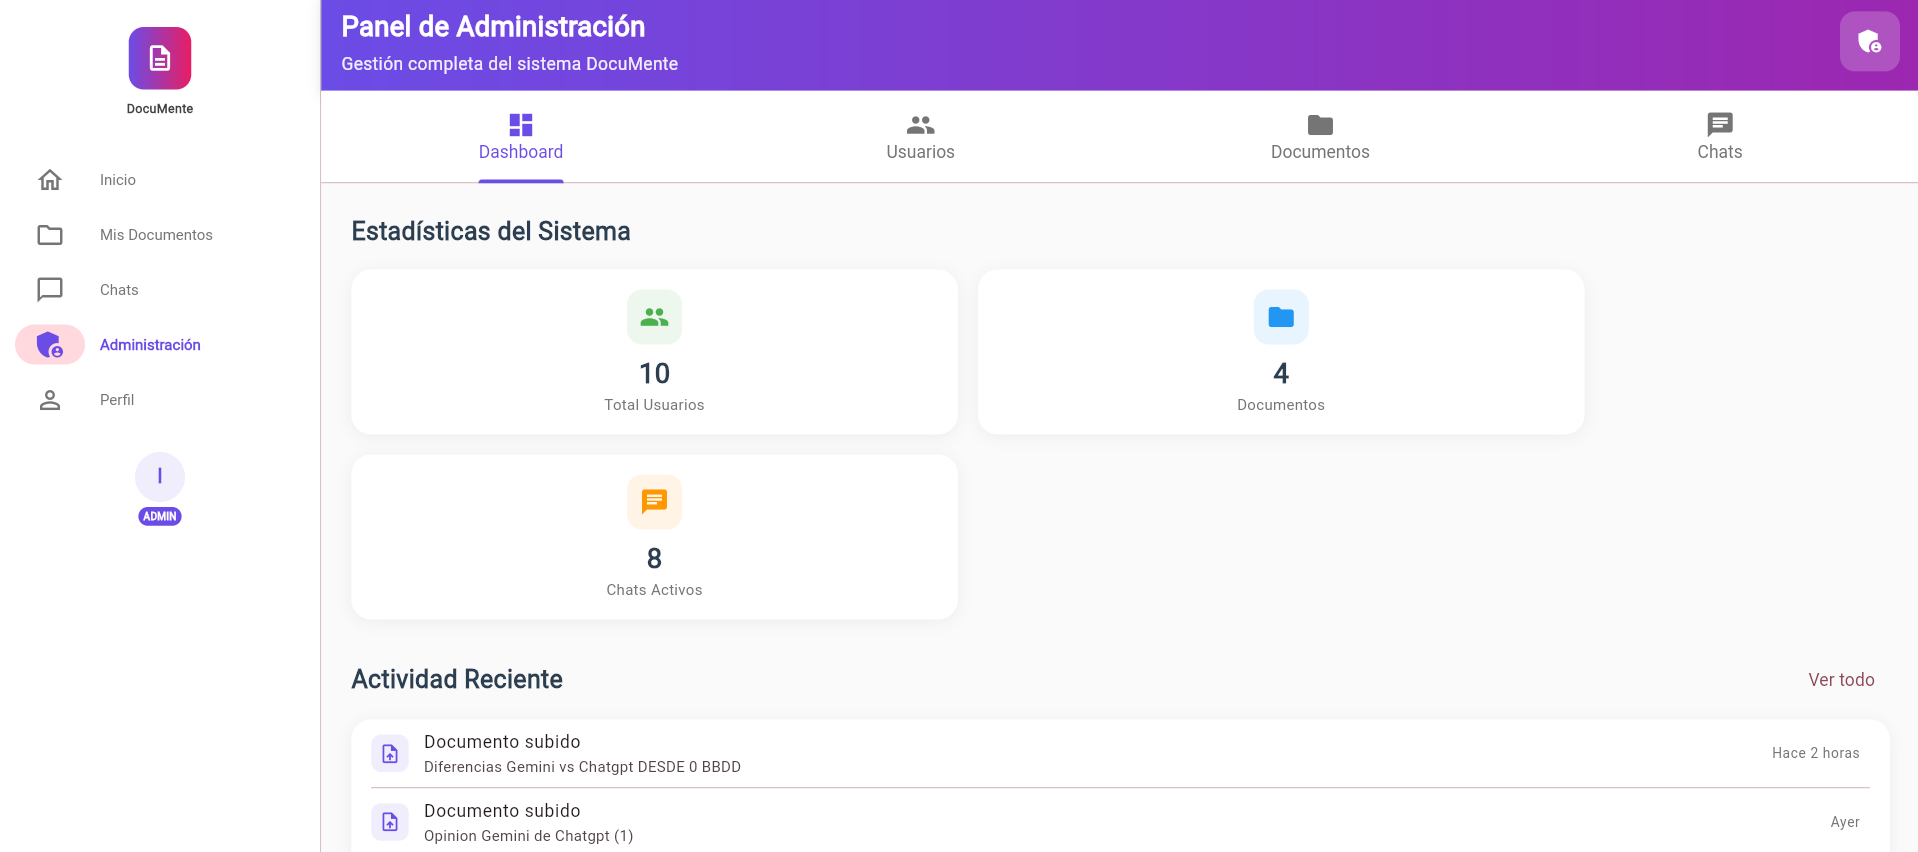 DocuMente
Inicio
Mis Documentos
Chats
Administración
Perfil
I
ADMIN
Panel de Administración
Gestión completa del sistema DocuMente
Dashboard
Usuarios
Documentos
Chats
Estadísticas del Sistema
10
Total Usuarios
4
Documentos
8
Chats Activos
Actividad Reciente
Ver todo
Documento subido
Diferencias Gemini vs Chatgpt DESDE 0 BBDD
Hace 2 horas
Documento subido
Opinion Gemini de Chatgpt (1)
Ayer